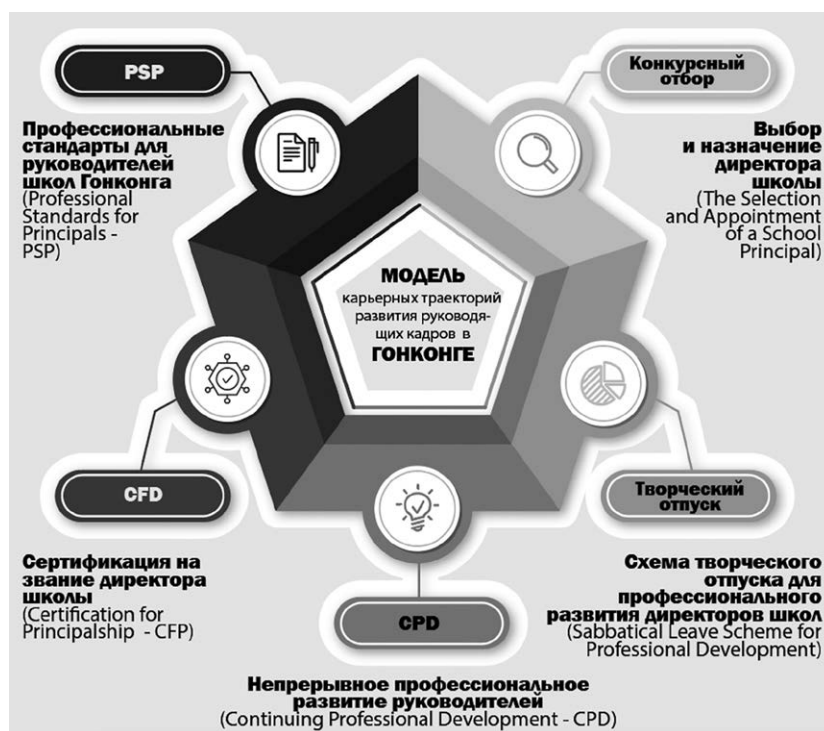 PSP
Профессиональные
стандарты для
руководителей
школ Гонконга
(Professional
Standards for
Principals -
PSP)
Конкурсный
отбор
Выбор
и назначение
директора
школы
(The Selection
and Appointment
of a School
Principal)
МОДЕЛЬ
карьерных траекторий
развития руководя-
щих кадров в
ГОНКОНГЕ
CFD
Сертификация на
звание директора
школы
(Certification for
Principalship - CFP)
CPD
Непрерывное профессиональное
развитие руководителей
(Continuing Professional Development - CPD)
Творческий
отпуск
Схема творческого
отпуска для
профессионального
развития директоров школ
(Sabbatical Leave Scheme for
Professional Development)